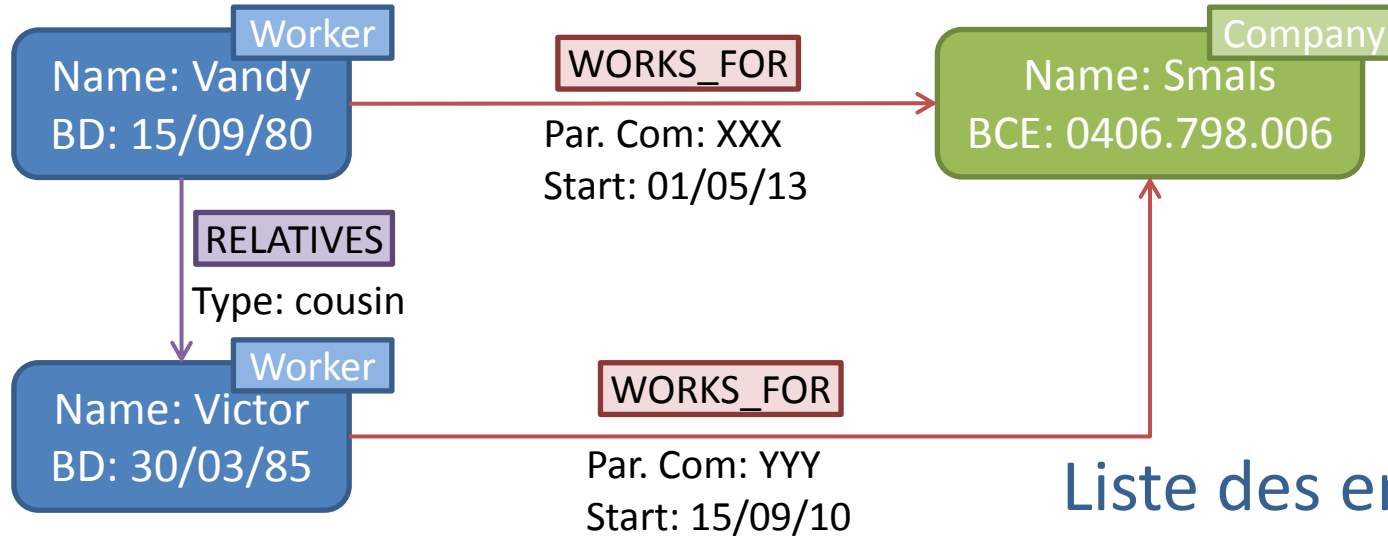 Worker
Name: Vandy
BD: 15/09/80
WORKS_FOR
Par. Com: XXX
Start: 01/05/13
Company
Name: Smals
BCE: 0406.798.006
RELATIVES
Type: cousin
Worker
Name: Victor
BD: 30/03/85
WORKS_FOR
Par. Com: YYY
Start: 15/09/10
Liste des